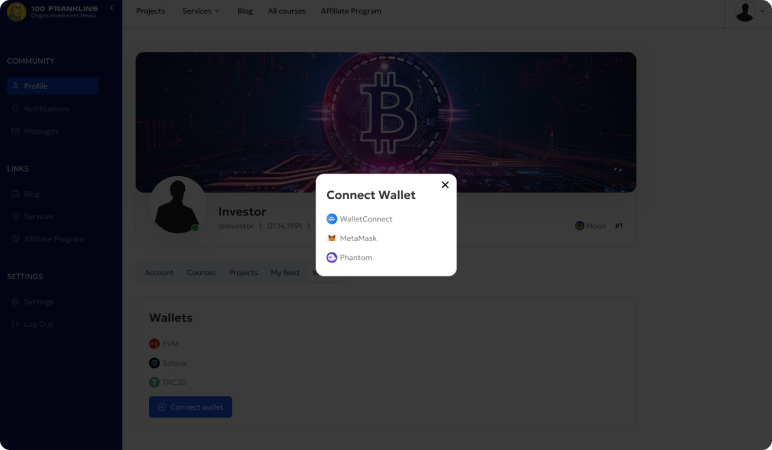 100 FRANKLINS
Crypto Investment Media
Projects
Services
Blog
All courses
Affiliate Program
COMMUNITY
Profile
Notifications
Messages
LINKS
Blog
Services
Affiliate Program
SETTINGS
Settings
Log Out
Investor
@investor | 01.14.1991 |
Moon #1
Account
Courses
Projects
My feed
Connect Wallet
WalletConnect
MetaMask
Phantom
Wallets
EVM
Solana
TRC20
Connect wallet